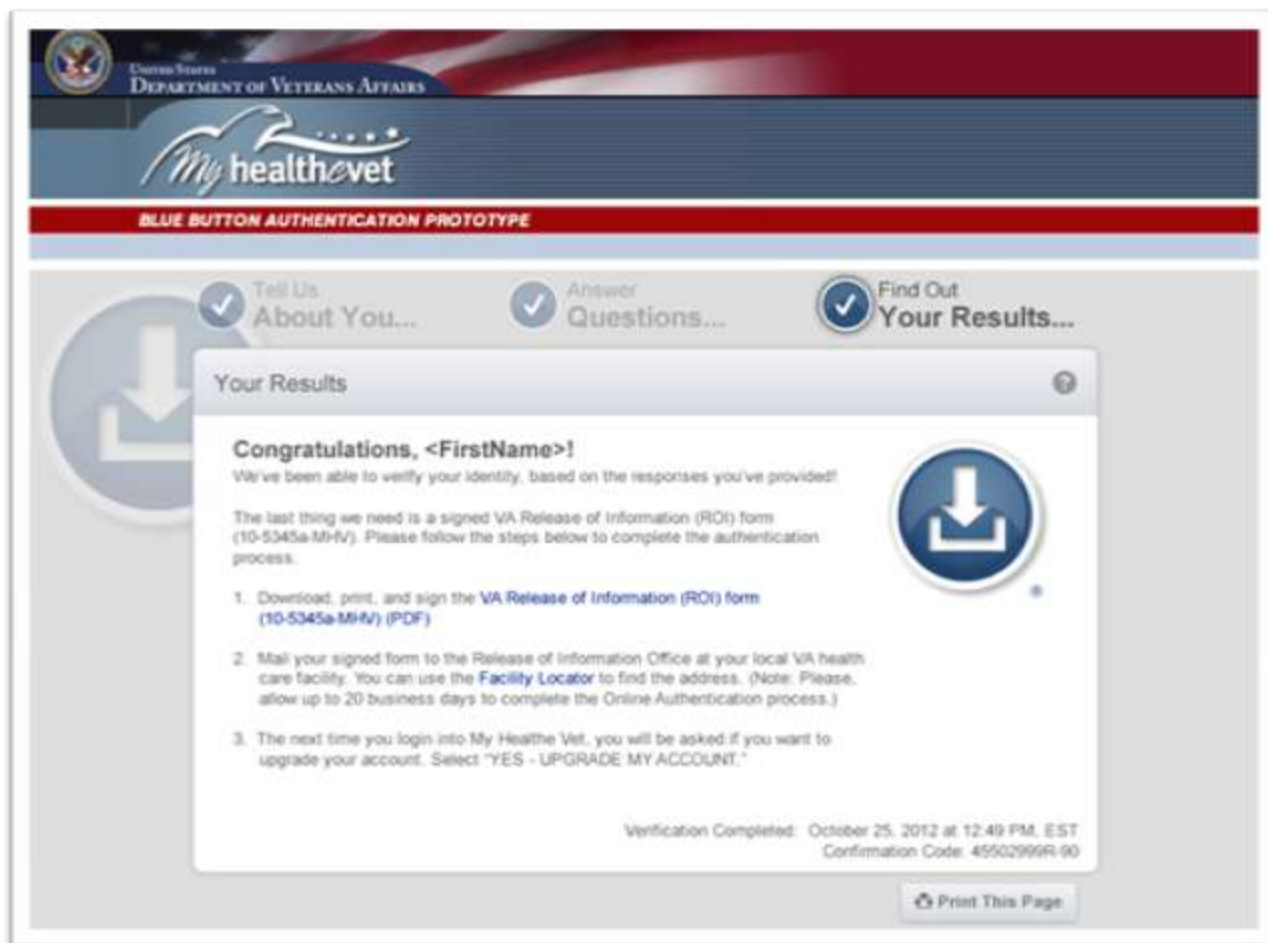 United States
DEPARTMENT OF VETERANS AFFAIRS
My healthevet
BLUE BUTTON AUTHENTICATION PROTOTYPE
Tell Us
About You...
Answer
Questions...
Find Out
Your Results...
Your Results
?
Congratulations, <FirstName>!
We've been able to verify your identity, based on the responses you've provided!
The last thing we need is a signed VA Release of Information (ROI) form
(10-5345a-MHV). Please follow the steps below to complete the authentication
process.
1. Download, print, and sign the VA Release of Information (ROI) form
(10-5345a-MHV) (PDF)
2. Mail your signed form to the Release of Information Office at your local VA health
care facility. You can use the Facility Locator to find the address. (Note: Please,
allow up to 20 business days to complete the Online Authentication process.)
3. The next time you login into My Healthe Vet, you will be asked if you want to
upgrade your account. Select "YES - UPGRADE MY ACCOUNT."
®
Verification Completed: October 25, 2012 at 12:49 PM, EST
Confirmation Code: 45502999R-90
Print This Page